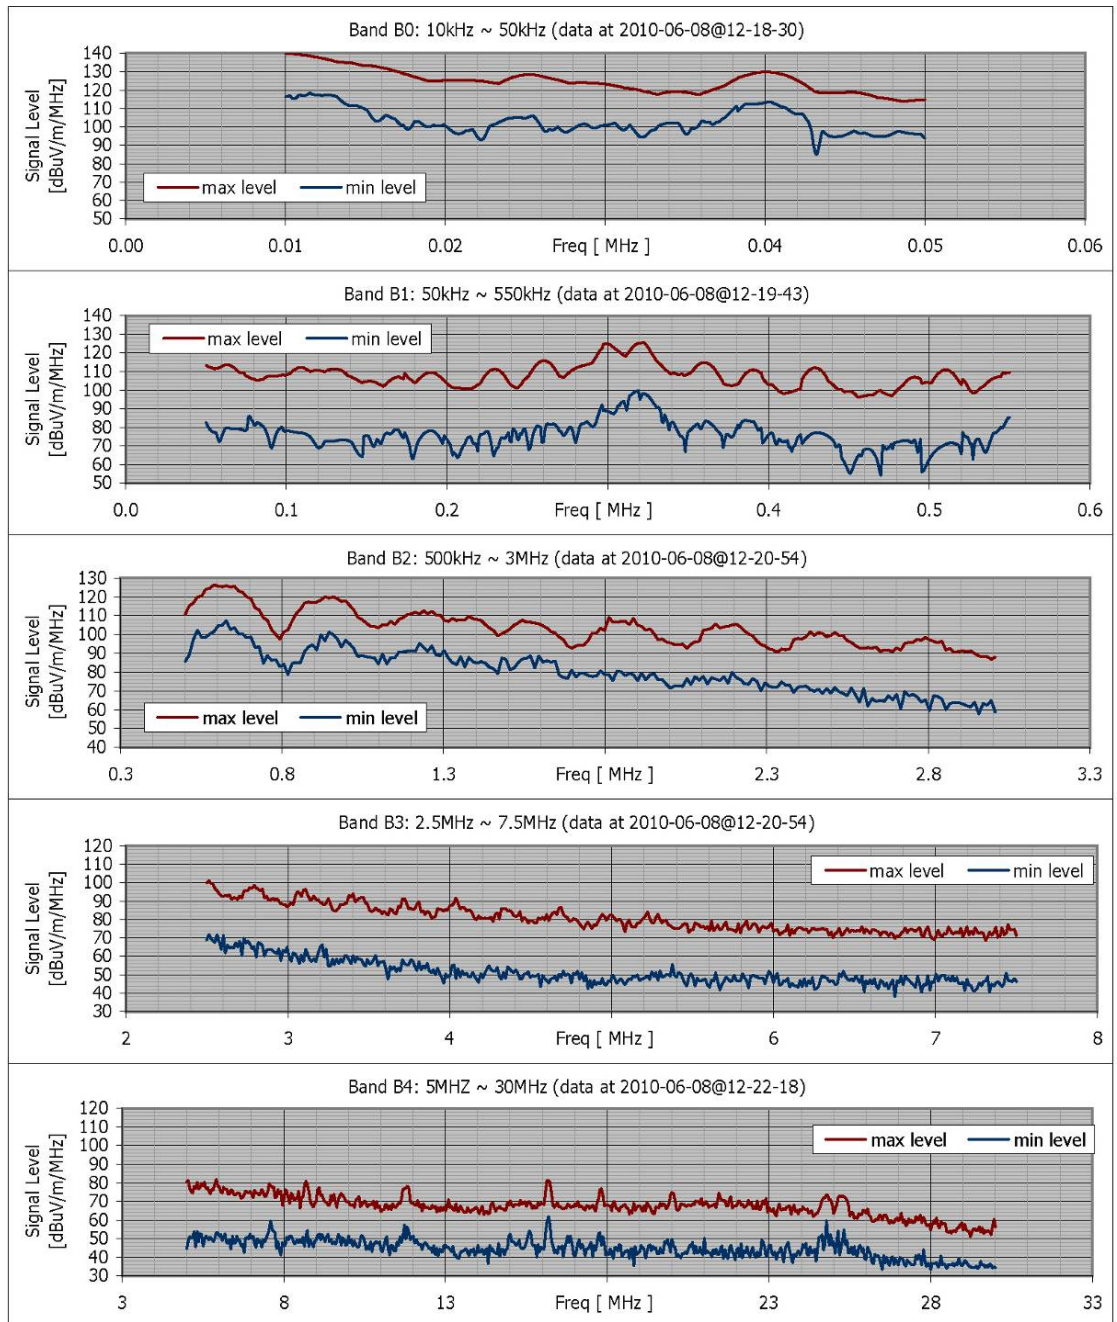 Band B0: 10kHz ~ 50kHz (data at 2010-06-08@12-18-30)
Signal Level
[dBuV/m/MHz]
140
130
120
110
100
90
80
70
60
50
max level min level
0.00 0.01 0.02 Freq [ MHz ] 0.04 0.05 0.06
Band B1: 50kHz ~ 550kHz (data at 2010-06-08@12-19-43)
Signal Level
[dBuV/m/MHz]
140
130
120
110
100
90
80
70
60
50
max level min level
0.0 0.1 0.2 Freq [ MHz ] 0.4 0.5 0.6
Band B2: 500kHz ~ 3MHz (data at 2010-06-08@12-20-54)
Signal Level
[dBuV/m/MHz]
130
120
110
100
90
80
70
60
50
40
max level min level
0.3 0.8 1.3 Freq [ MHz ] 2.3 2.8 3.3
Band B3: 2.5MHz ~ 7.5MHz (data at 2010-06-08@12-20-54)
Signal Level
[dBuV/m/MHz]
120
110
100
90
80
70
60
50
40
30
max level min level
2 3 4 Freq [ MHz ] 6 7 8
Band B4: 5MHZ ~ 30MHz (data at 2010-06-08@12-22-18)
Signal Level
[dBuV/m/MHz]
120
110
100
90
80
70
60
50
40
30
max level min level
3 8 13 Freq [ MHz ] 23 28 33